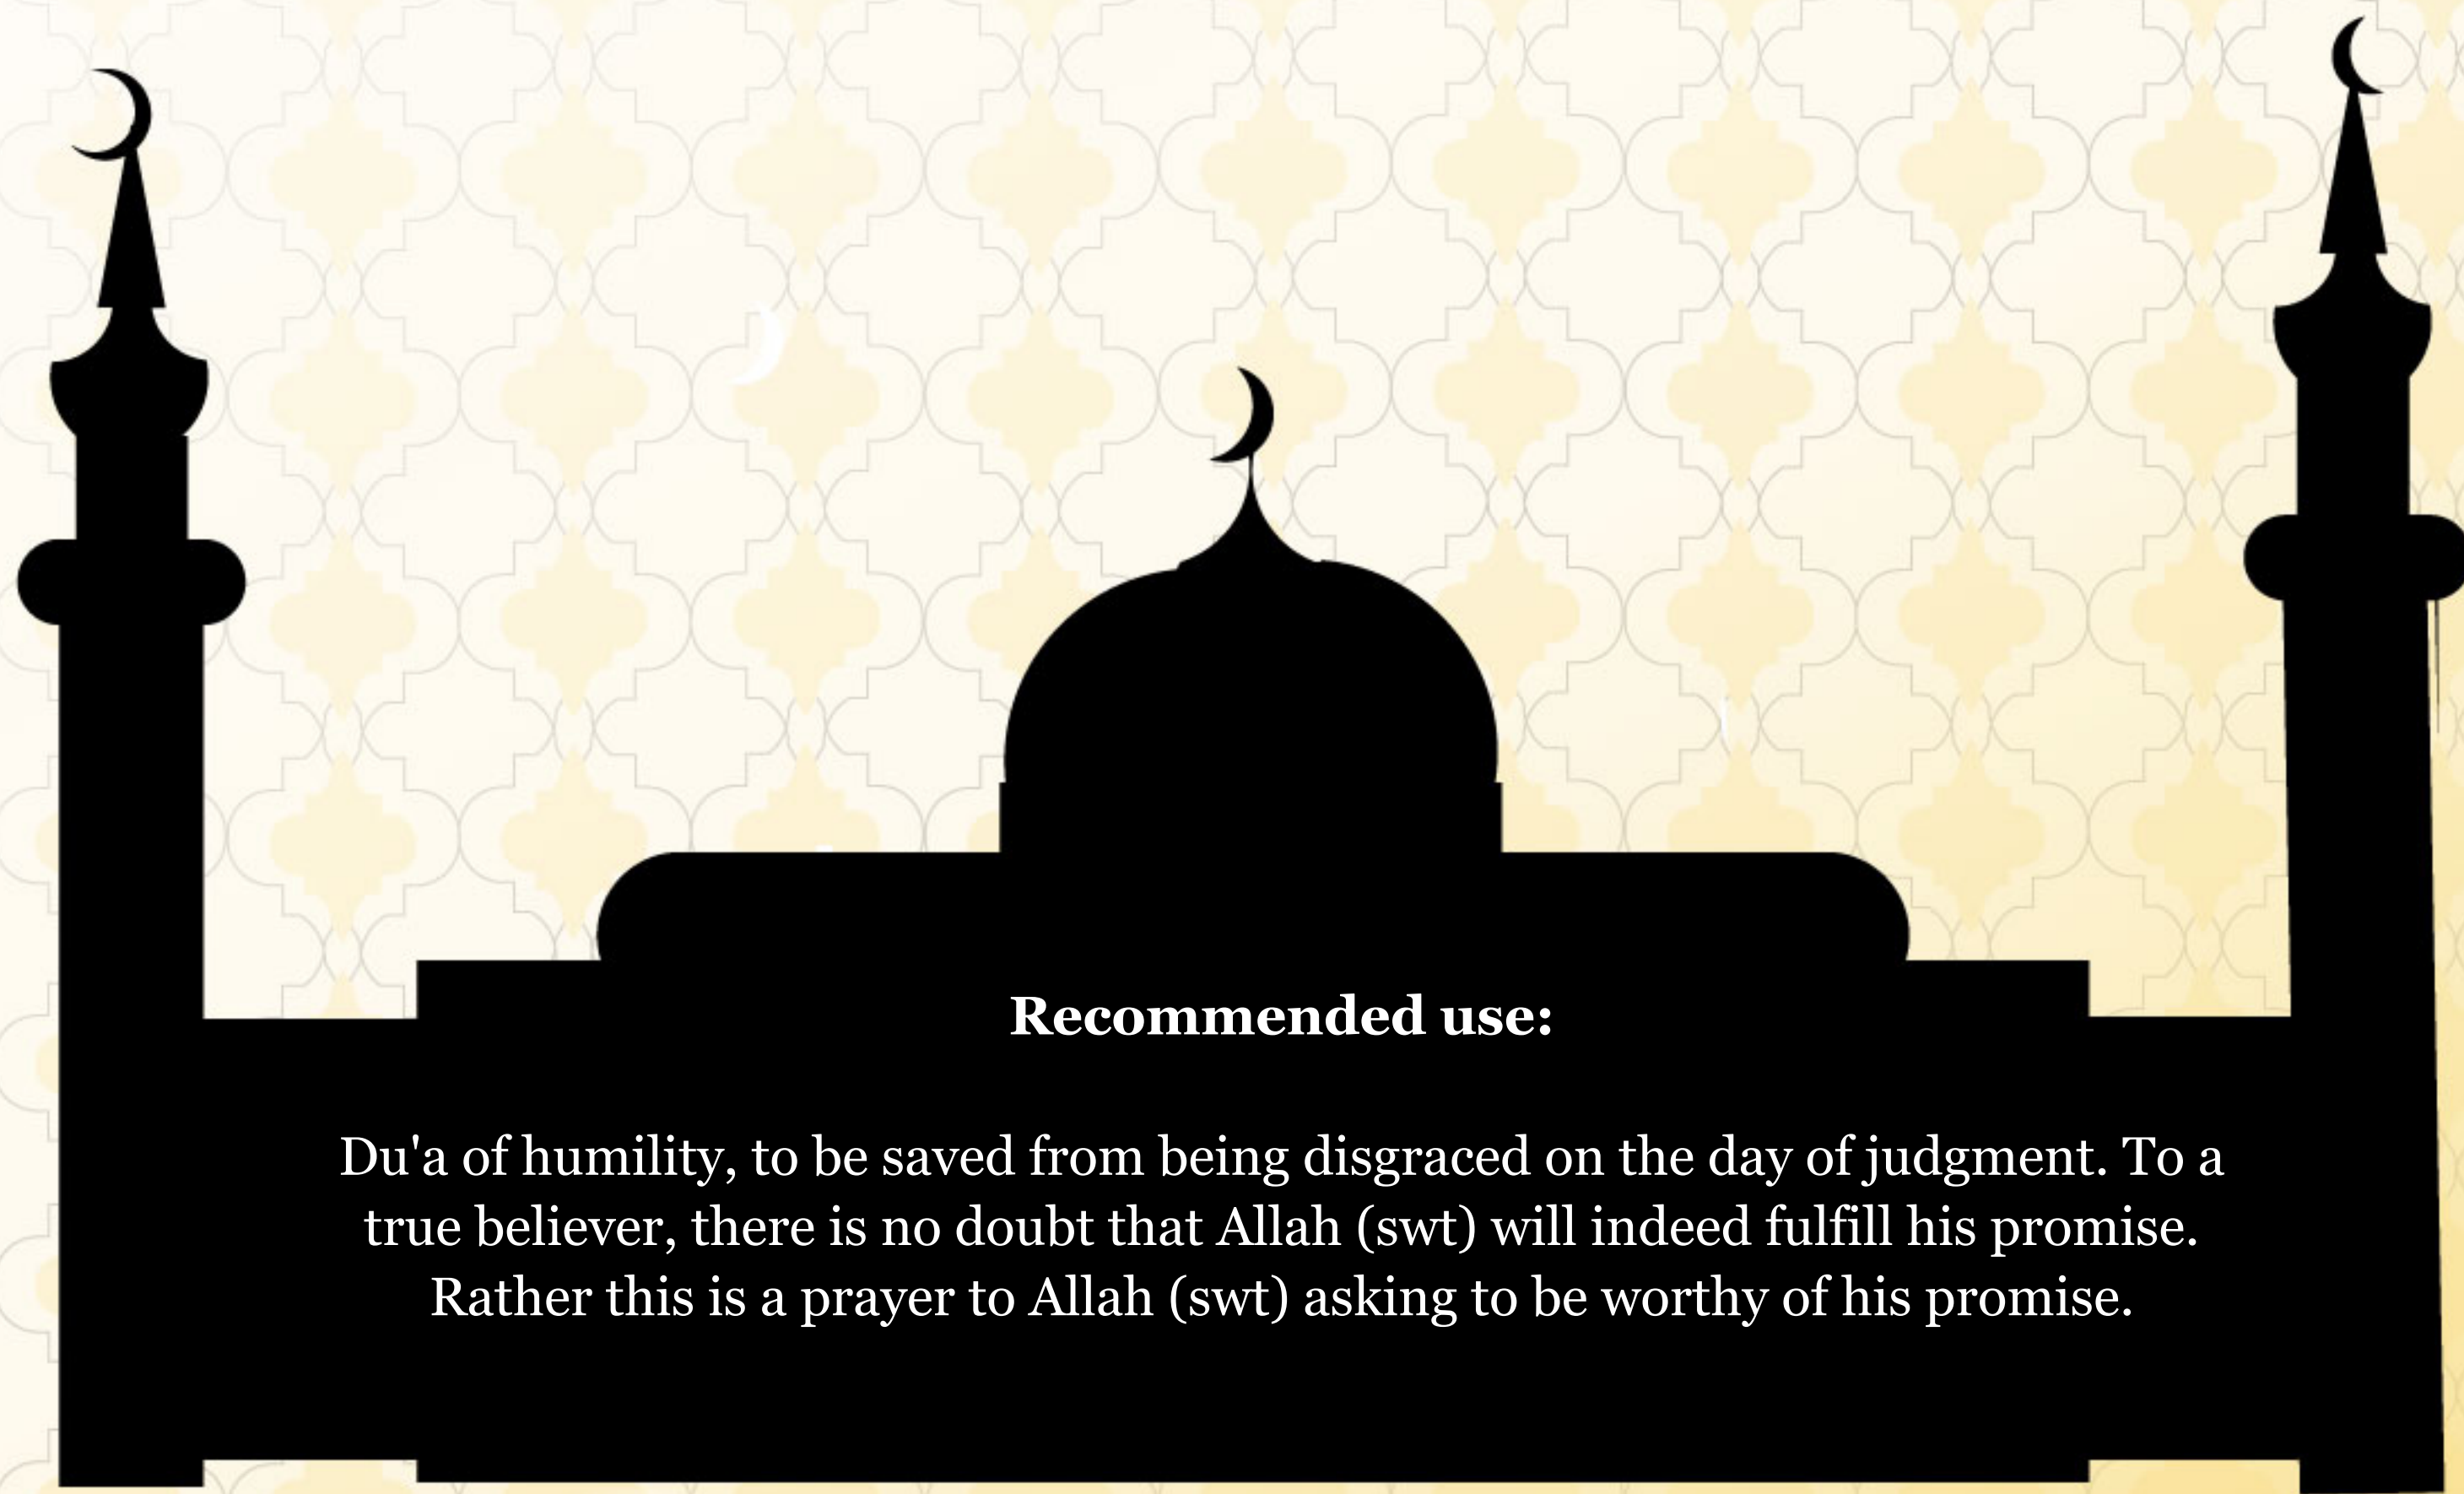 Recommended use:
Du'a of humility, to be saved from being disgraced on the day of judgment. To a
true believer, there is no doubt that Allah (swt) will indeed fulfill his promise.
Rather this is a prayer to Allah (swt) asking to be worthy of his promise.